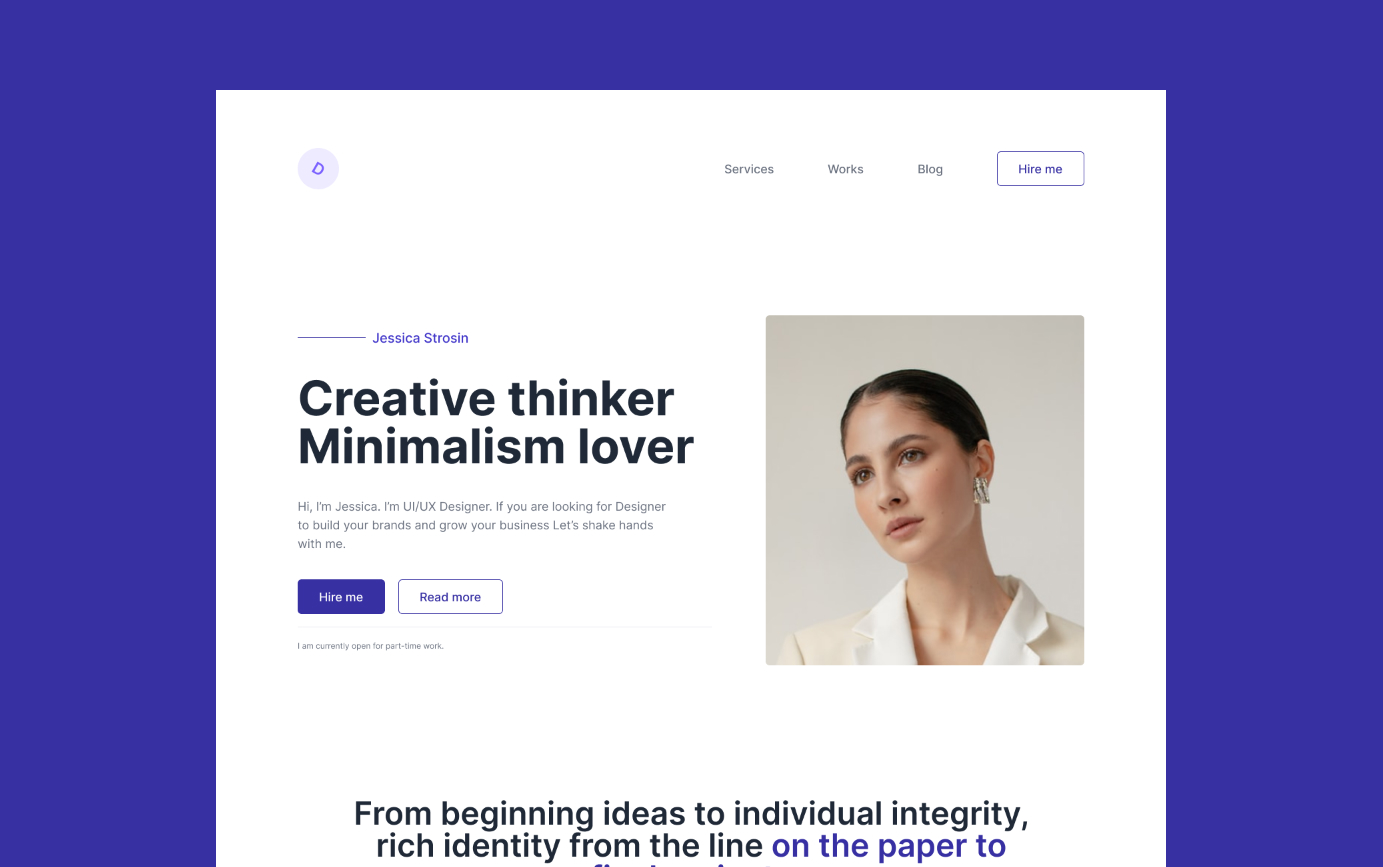 D
Services
Works
Blog
Hire me
Jessica Strosin
Creative thinker
Minimalism lover
Hi, I'm Jessica. I'm UI/UX Designer. If you are looking for Designer
to build your brands and grow your business Let's shake hands
with me.
Hire me
Read more
I am currently open for part-time work.
From beginning ideas to individual integrity,
rich identity from the line on the paper to